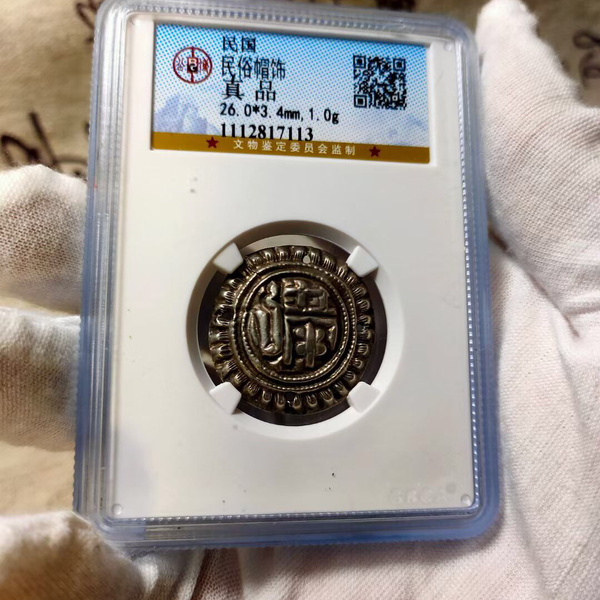 民国
民俗帽饰
真品
26.0*3.4mm,1.0g
1112817113
文物鉴定委员会监制